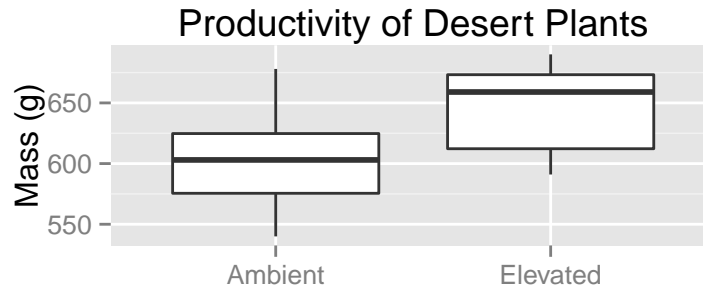 Productivity of Desert Plants
Mass (g)
650
600
550
Ambient
Elevated